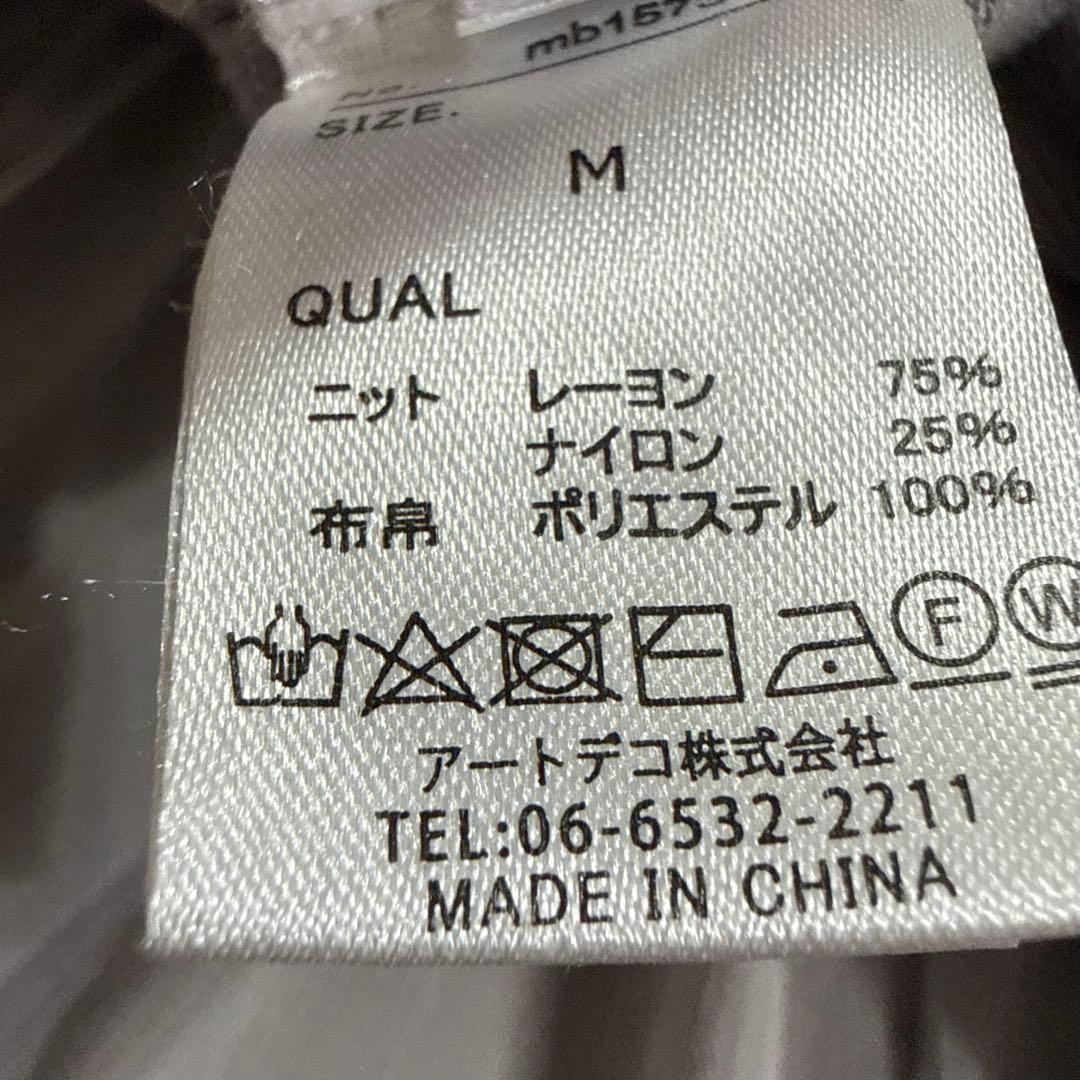 No.
SIZE.
M
QUAL
ニット レーヨン 75%
ナイロン 25%
布帛 ポリエステル 100%
F W
アートデコ株式会社
TEL:06-6532-2211
MADE IN CHINA